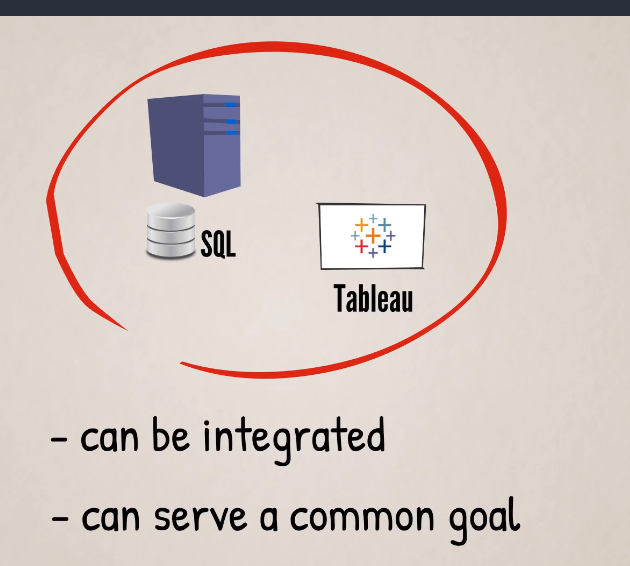 SQL
Tableau
- can be integrated
- can serve a common goal